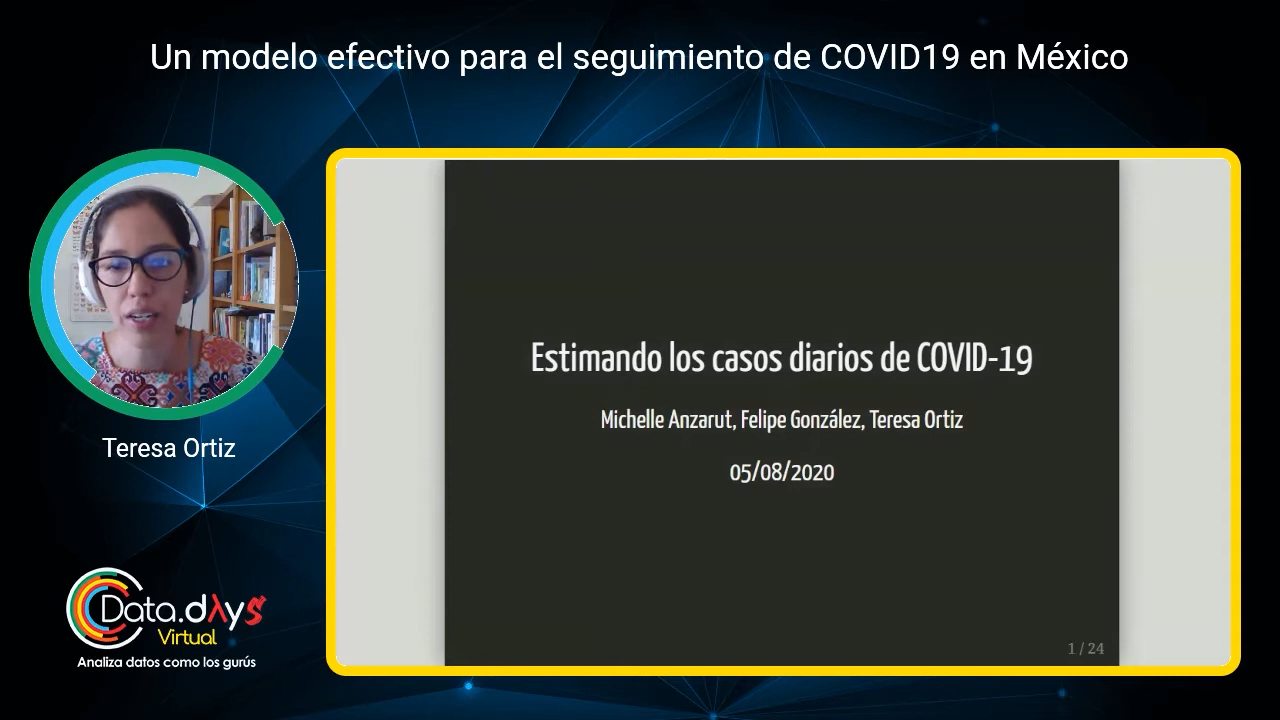 Un modelo efectivo para el seguimiento de COVID19 en México
Estimando los casos diarios de COVID-19
Michelle Anzarut, Felipe González, Teresa Ortiz
05/08/2020
1 / 24
Teresa Ortiz
Data.dλys
Virtual
Analiza datos como los gurús